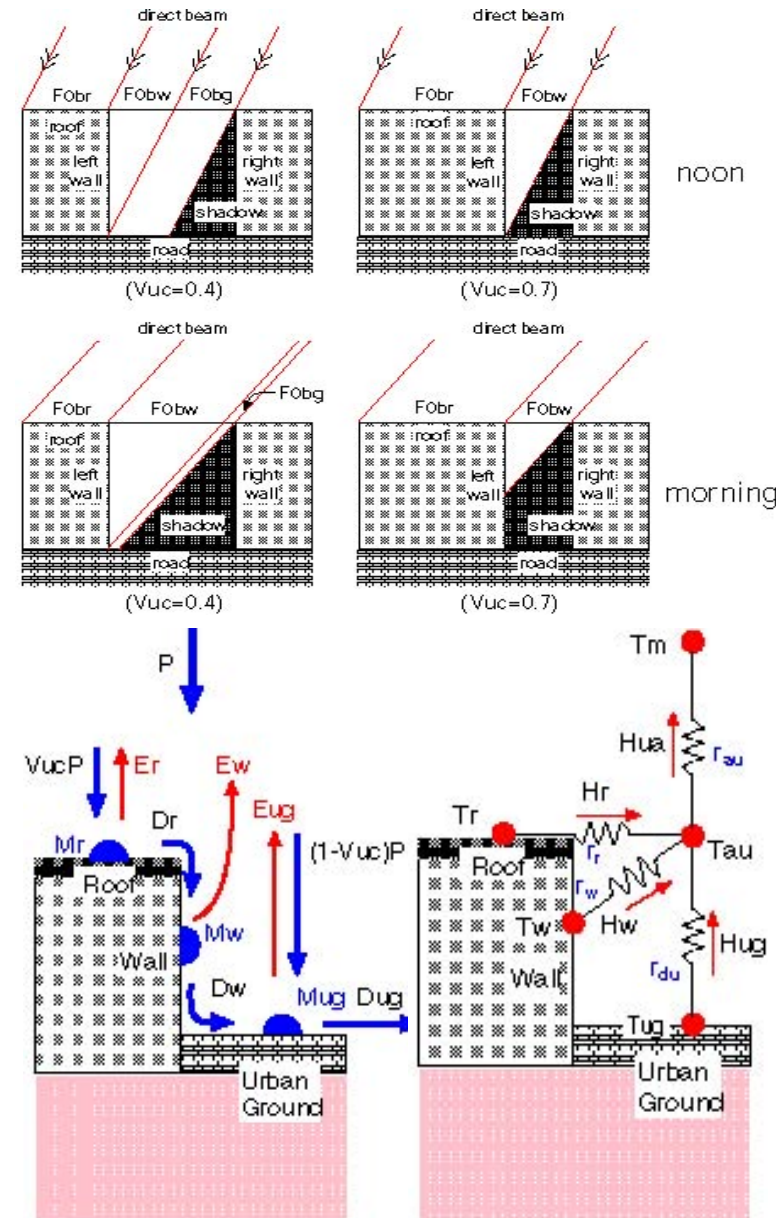 direct beam direct beam
F0br F0bw F0bg F0br F0bw
roof roof
left wall right wall left wall right wall
noon
shadow shadow
road road
(Vuc=0.4) (Vuc=0.7)
direct beam direct beam
F0bg
F0br F0bw F0br F0bw
roof roof
left wall right wall left wall right wall
morning
shadow shadow
road road
(Vuc=0.4) (Vuc=0.7)
P Tm
VucP Er Ew Hua rau
Dr Eug Tr Hr
Mr (1-Vuc)P Tau
Roof Roof rr
rw
Mw Tw Hw Hug
Wall Wall
Dw rdu
Mug Dug Tug
Urban Urban
Ground Ground